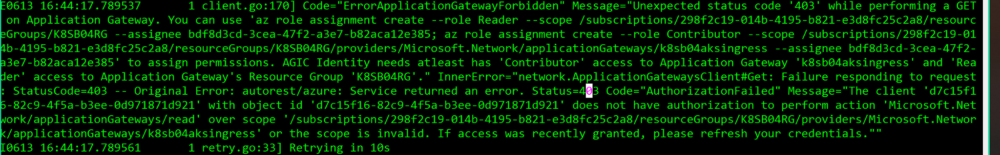 E0613 16:44:17.789537       1 client.go:170] Code="ErrorApplicationGatewayForbidden" Message="Unexpected status code '403' while performing a GET
 on Application Gateway. You can use 'az role assignment create --role Reader --scope /subscriptions/298f2c19-014b-4195-b821-e3d8fc25c2a8/resourc
eGroups/K8SB04RG --assignee bdf8d3cd-3cea-47f2-a3e7-b82aca12e385; az role assignment create --role Contributor --scope /subscriptions/298f2c19-01
4b-4195-b821-e3d8fc25c2a8/resourceGroups/K8SB04RG/providers/Microsoft.Network/applicationGateways/k8sb04aksingress --assignee bdf8d3cd-3cea-47f2-
a3e7-b82aca12e385' to assign permissions. AGIC Identity needs atleast has 'Contributor' access to Application Gateway 'k8sb04aksingress' and 'Rea
der' access to Application Gateway's Resource Group 'K8SB04RG'." InnerError="network.ApplicationGatewaysClient#Get: Failure responding to request
: StatusCode=403 -- Original Error: autorest/azure: Service returned an error. Status=403 Code="AuthorizationFailed" Message="The client 'd7c15f1
6-82c9-4f5a-b3ee-0d971871d921' with object id 'd7c15f16-82c9-4f5a-b3ee-0d971871d921' does not have authorization to perform action 'Microsoft.Net
work/applicationGateways/read' over scope '/subscriptions/298f2c19-014b-4195-b821-e3d8fc25c2a8/resourceGroups/K8SB04RG/providers/Microsoft.Networ
k/applicationGateways/k8sb04aksingress' or the scope is invalid. If access was recently granted, please refresh your credentials.""
I0613 16:44:17.789561       1 retry.go:33] Retrying in 10s